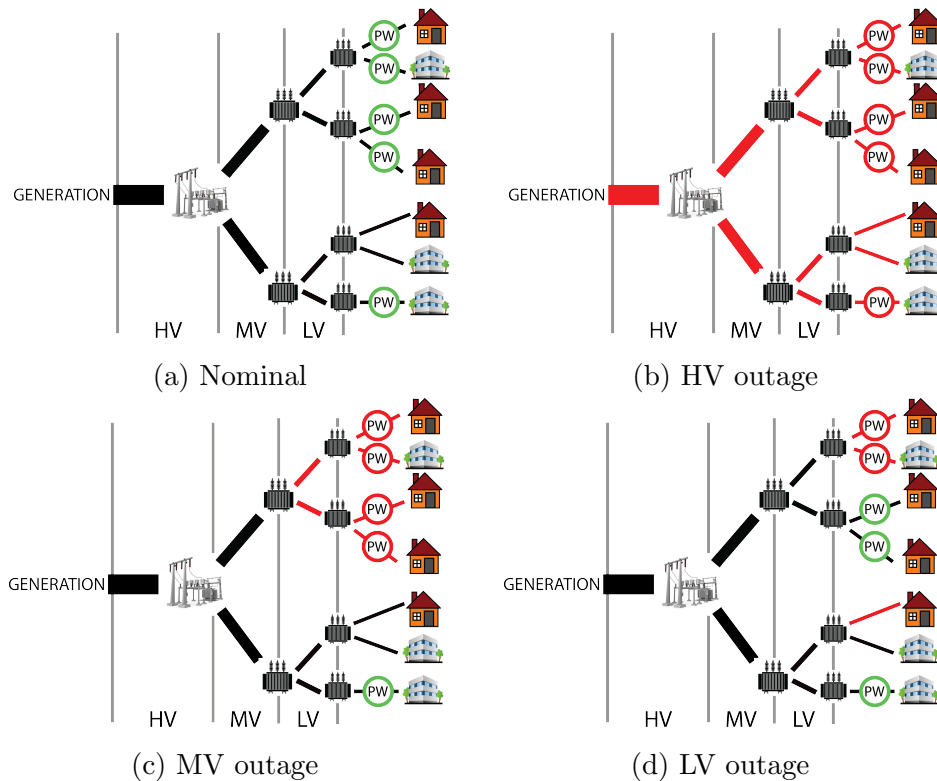 PW
PW
PW
PW
GENERATION
PW
HV MV LV
(a) Nominal
PW
PW
PW
PW
GENERATION
PW
HV MV LV
(b) HV outage
PW
PW
PW
PW
GENERATION
PW
HV MV LV
(c) MV outage
PW
PW
PW
PW
GENERATION
PW
HV MV LV
(d) LV outage